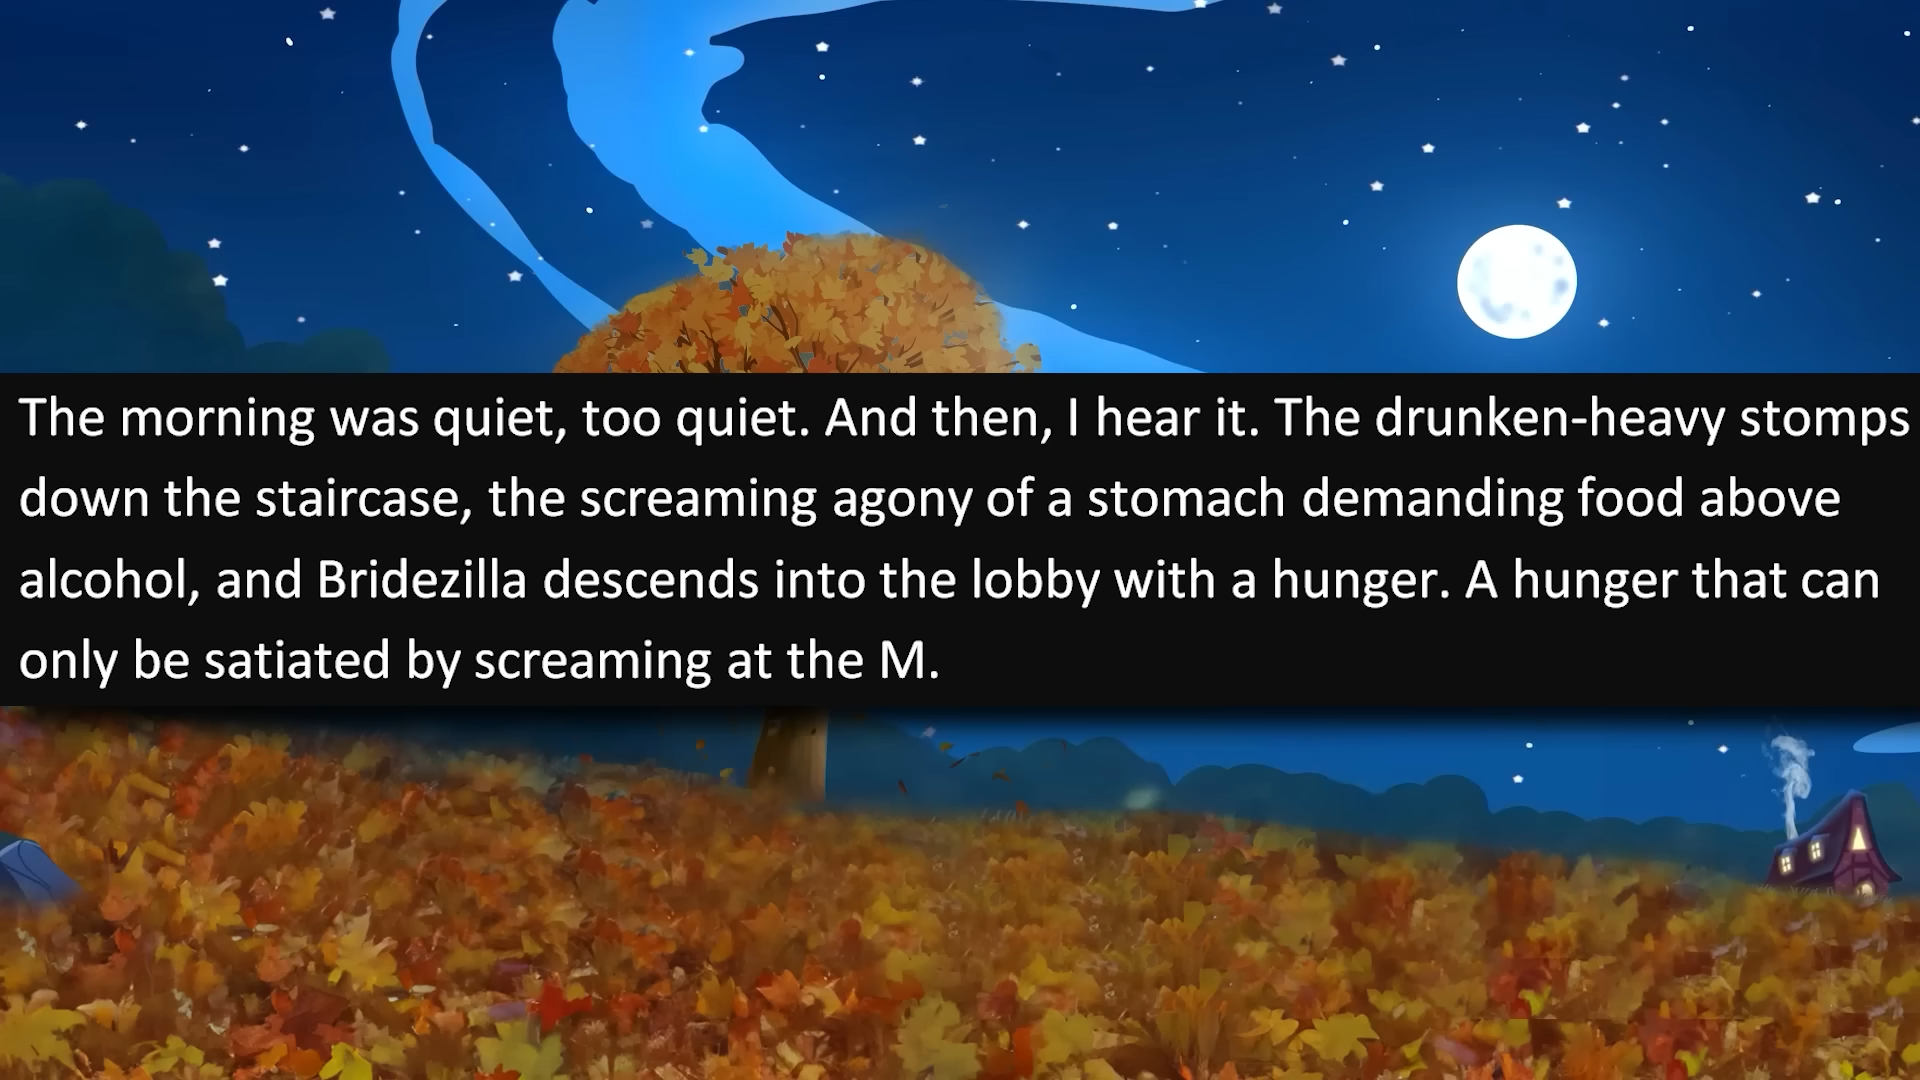 The morning was quiet, too quiet. And then, I hear it. The drunken-heavy stomps
down the staircase, the screaming agony of a stomach demanding food above
alcohol, and Bridezilla descends into the lobby with a hunger. A hunger that can
only be satiated by screaming at the M.